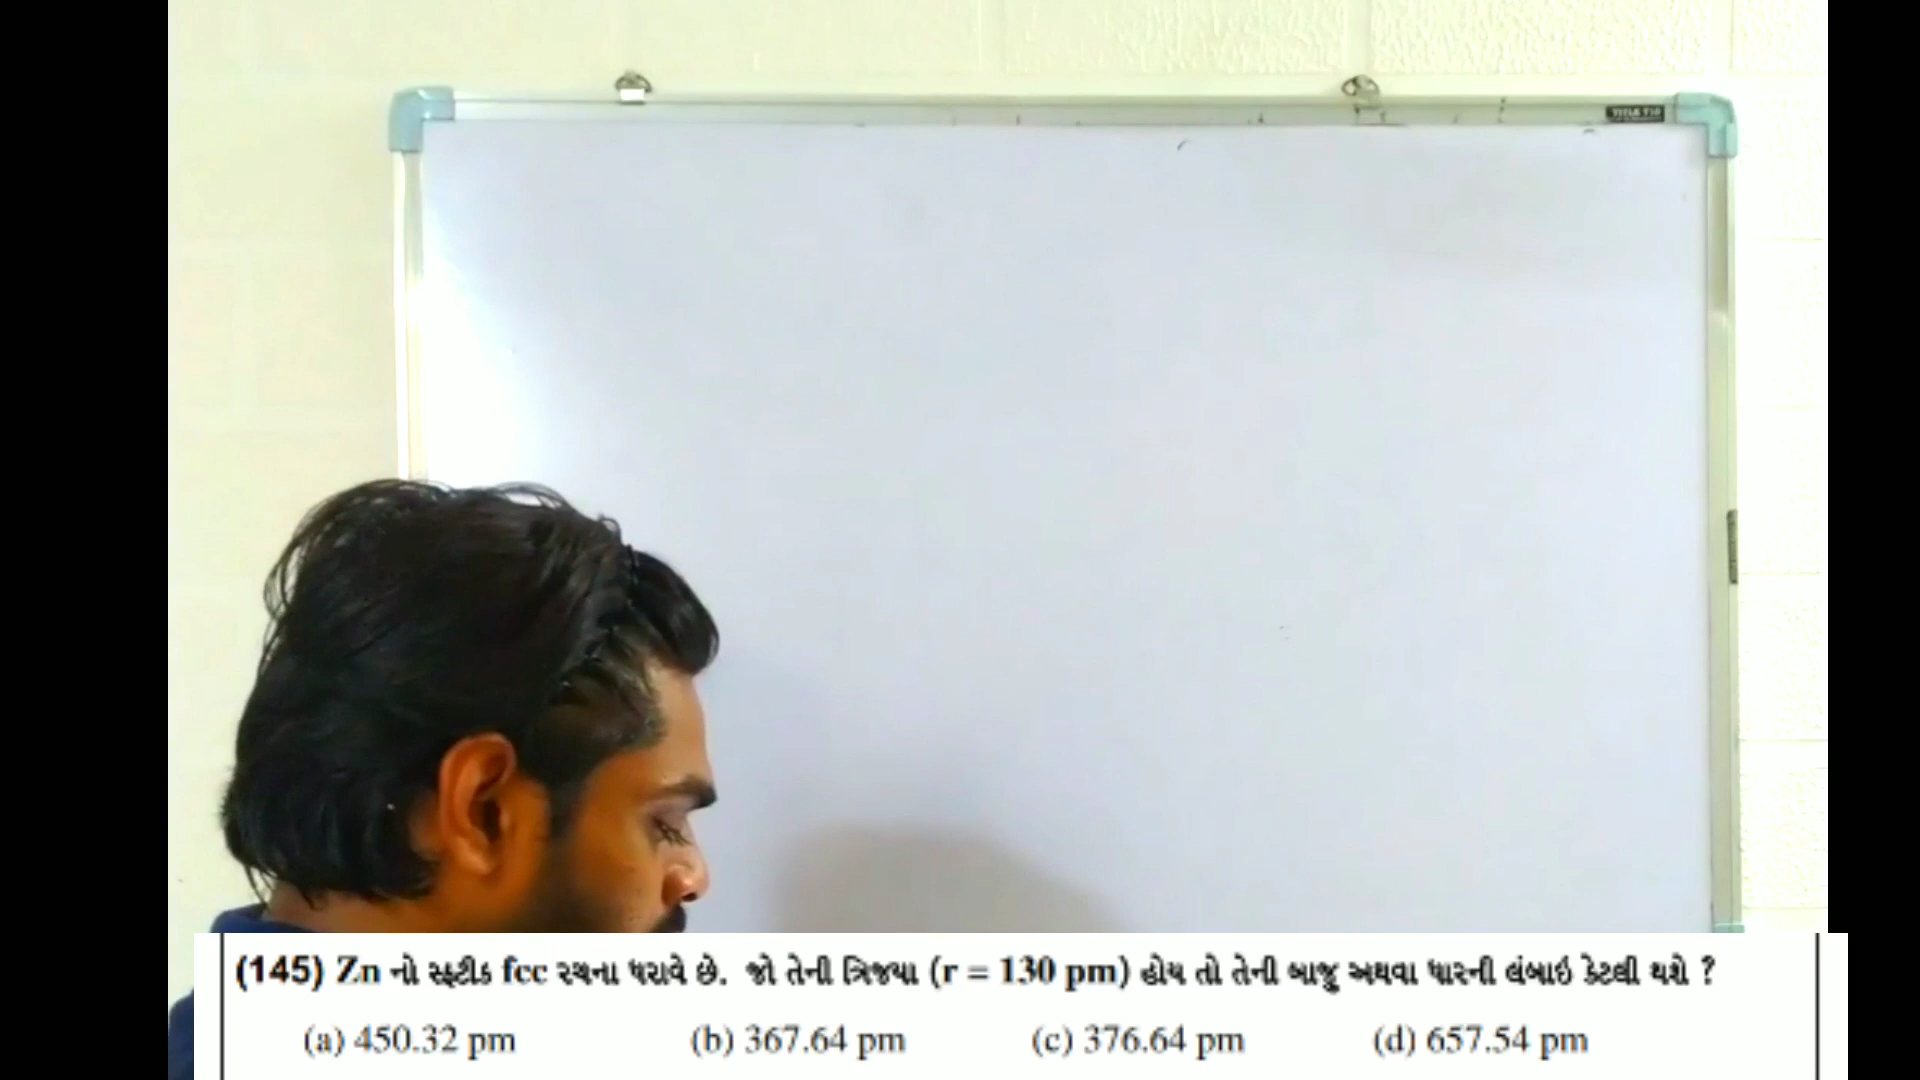 (145) Zn નો સ્ફટીક fcc રચના ધરાવે છે. જો તેની ત્રિજ્યા (r = 130 pm) હોય તો તેની બાજુ અથવા ધારની લંબાઇ કેટલી થશે ?
(a) 450.32 pm (b) 367.64 pm (c) 376.64 pm (d) 657.54 pm